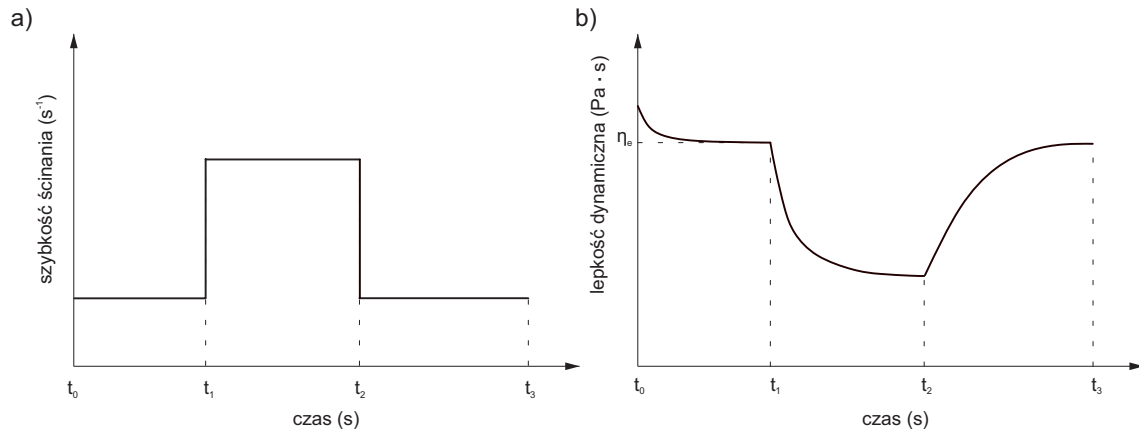 a)
szybkość ścinania (s⁻¹)
t₀
t₁
t₂
t₃
czas (s)
b)
lepkość dynamiczna (Pa · s)
ηₑ
t₀
t₁
t₂
t₃
czas (s)